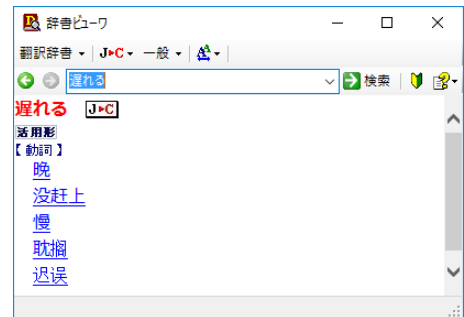 辞書ビューワ
翻訳辞書 J▶C 一般
遅れる 検索
遅れる J▶C
活用形
【動詞】
晩
没赶上
慢
耽搁
迟误